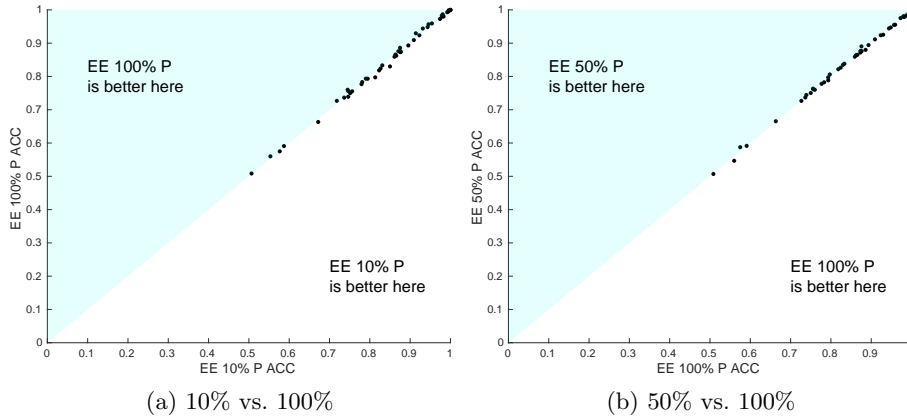 1
0.9
0.8
0.7
0.6
0.5
0.4
0.3
0.2
0.1
0
EE 100% P ACC
EE 100% P
is better here
EE 10% P
is better here
0 0.1 0.2 0.3 0.4 0.5 0.6 0.7 0.8 0.9 1
EE 10% P ACC
(a) 10% vs. 100%
1
0.9
0.8
0.7
0.6
0.5
0.4
0.3
0.2
0.1
0
EE 50% P ACC
EE 50% P
is better here
EE 100% P
is better here
0 0.1 0.2 0.3 0.4 0.5 0.6 0.7 0.8 0.9
EE 100% P ACC
(b) 50% vs. 100%